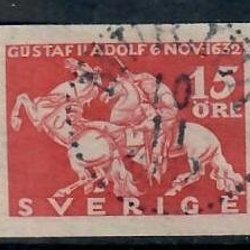 GUSTAF II ADOLF 6 NOV·1632
15
ÖRE
SVERIGE